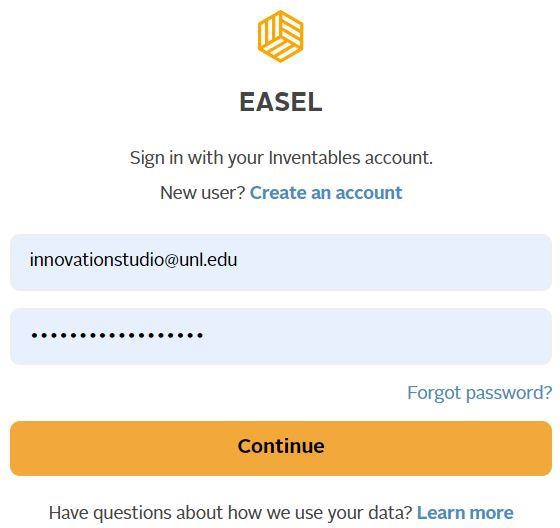 EASEL
Sign in with your Inventables account.
New user? Create an account
innovationstudio@unl.edu
••••••••••••••••••
Forgot password?
Continue
Have questions about how we use your data? Learn more